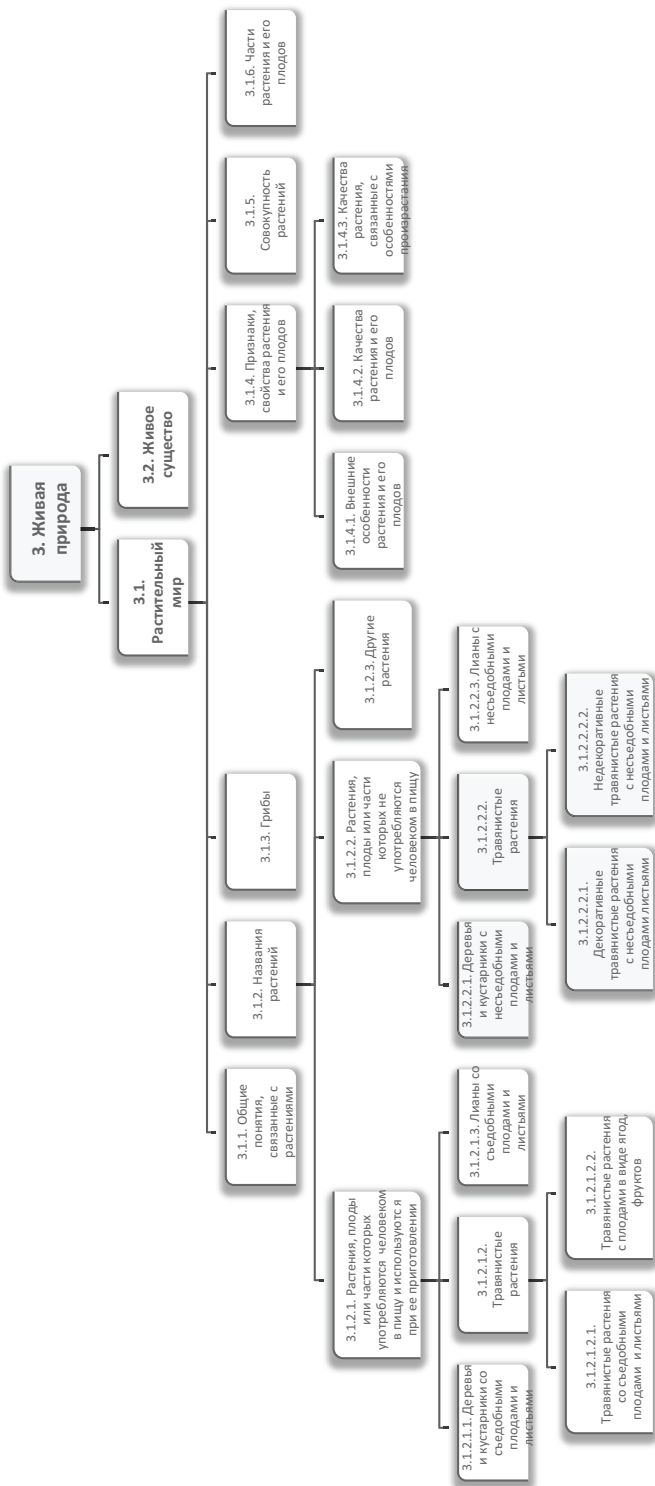 3. Живая
природа
3.1.
Растительный
мир
3.2. Живое
существо
3.1.1. Общие
понятия,
связанные с
растениями
3.1.2. Названия
растений
3.1.3. Грибы
3.1.4. Признаки,
свойства растения
и его плодов
3.1.5.
Совокупность
растений
3.1.6. Части
растения и его
плодов
3.1.2.1. Растения, плоды
или части которых
употребляются человеком
в пищу и используютс я
при ее приготовлении
3.1.2.2. Растения,
плоды или части
которых не
употребляются
человеком в пищу
3.1.2.3. Другие
растения
3.1.4.1. Внешние
особенности
растения и его
плодов
3.1.4.2. Качества
растения и его
плодов
3.1.4.3. Качества
растения,
связанные с
особенностями
произрастания
3.1.2.1.1. Деревья
и кустарники со
съедобными
плодами и
листьями
3.1.2.1.2.
Травянистые
растения
3.1.2.1.3. Лианы со
съедобными
плодами и
листьями
3.1.2.2.1. Деревья
и кустарники с
несъедобными
плодами и
листьями
3.1.2.2.2.
Травянистые
растения
3.1.2.2.3. Лианы с
несъедобными
плодами и
листьми
3.1.2.1.2.1.
Травянистые растения
со съедобными
плодами и листьями
3.1.2.1.2.2.
Травянистые растения
с плодами в виде ягод,
фруктов
3.1.2.2.2.1.
Декоративные
травянистые растения
с несъедобными
плодами листьями
3.1.2.2.2.2.
Недекоративные
травянистые растения
с несъедобными
плодами и листьями